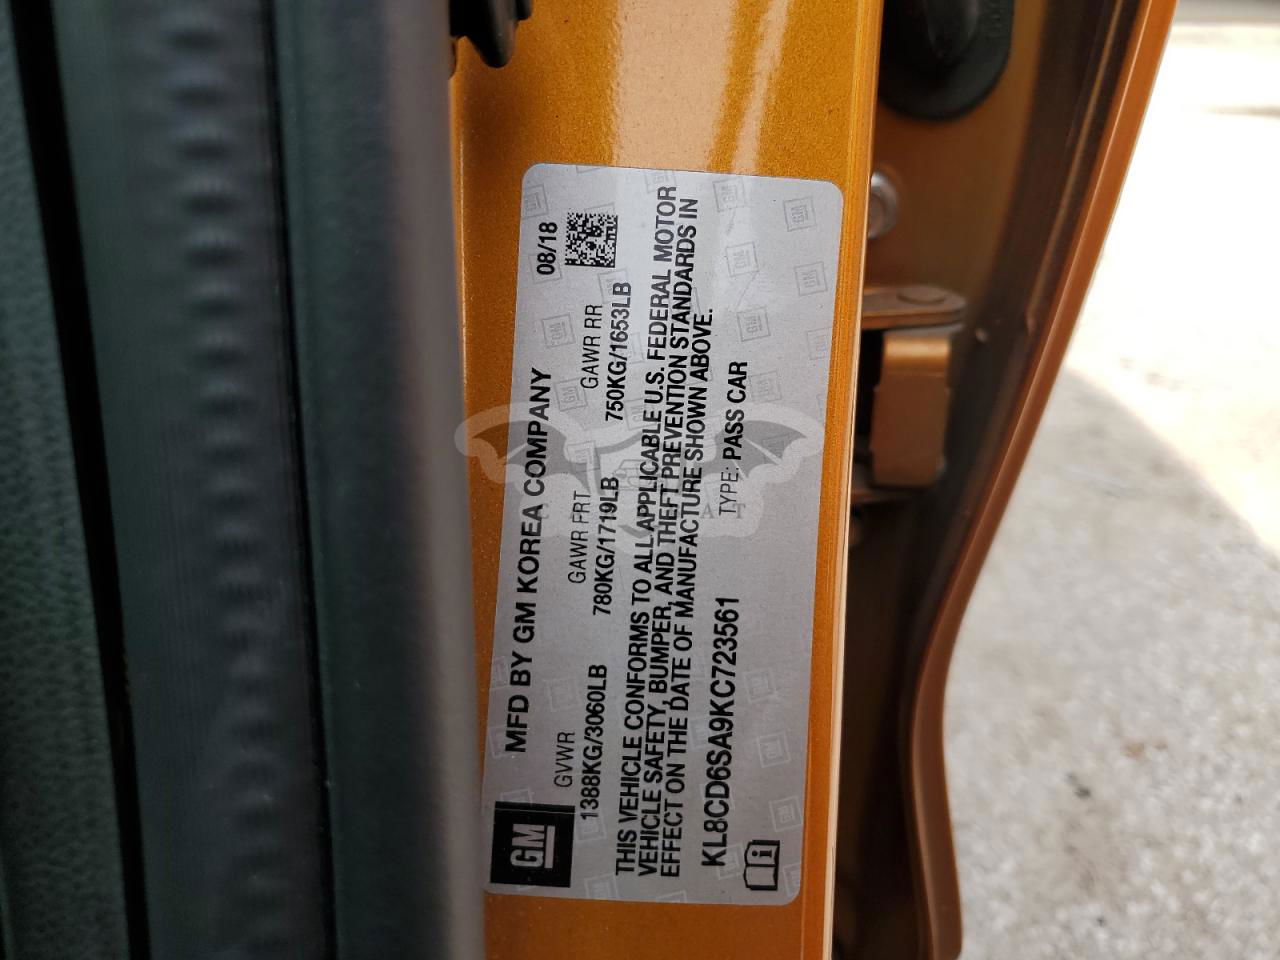 MFD BY GM KOREA COMPANY 08/18
GM
GVWR GAWR FRT GAWR RR
1388KG/3060LB 780KG/1719LB 750KG/1653LB
THIS VEHICLE CONFORMS TO ALL APPLICABLE U.S. FEDERAL MOTOR
VEHICLE SAFETY, BUMPER, AND THEFT PREVENTION STANDARDS IN
EFFECT ON THE DATE OF MANUFACTURE SHOWN ABOVE.
KL8CD6SA9KC723561 TYPE: PASS CAR